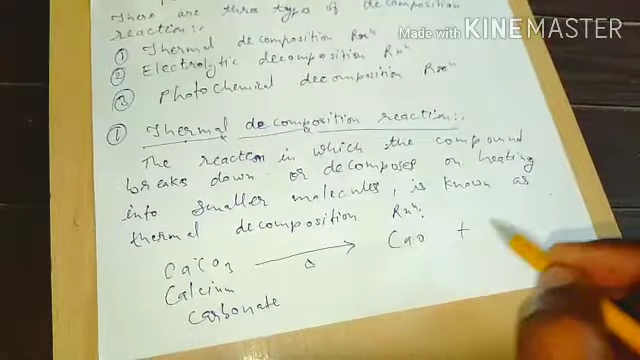 There are three types of decomposition
reaction:-
Made with KINEMASTER
① Thermal decomposition Rxⁿ
② Electrolytic decomposition Rxⁿ
③ Photochemical decomposition Rxⁿ
① Thermal decomposition reaction:-
The reaction in which the compound
breaks down or decomposes on heating
into smaller molecules, is known as
thermal decomposition Rxⁿ.
CaCO₃ ⟶ CaO +
Δ
Calcium
carbonate